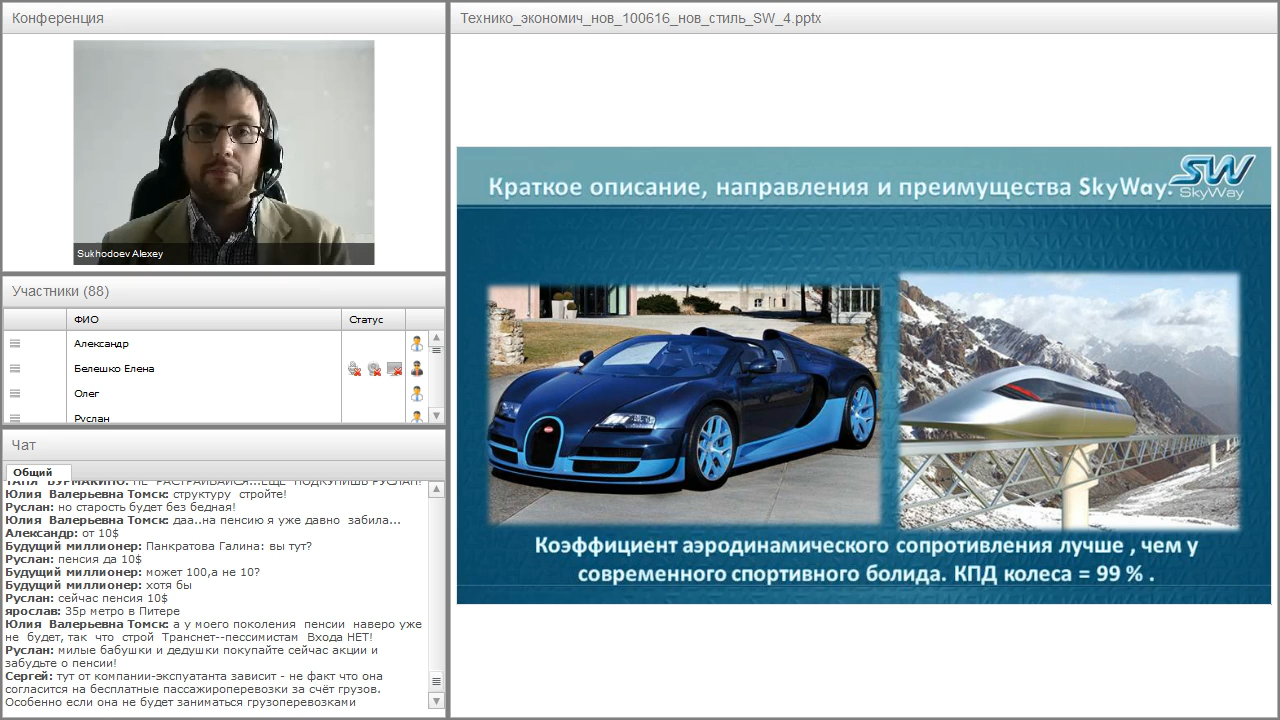 Конференция
Sukhodoev Alexey
Участники (88)
ФИО
Статус
Александр
Белешко Елена
Олег
Руслан
Чат
Общий
Юлия Валерьевна Томск: структуру стройте!
Руслан: но старость будет без бедная!
Юлия Валерьевна Томск: даа..на пенсию я уже давно забила...
Александр: от 10$
Будущий миллионер: Панкратова Галина: вы тут?
Руслан: пенсия да 10$
Будущий миллионер: может 100,а не 10?
Будущий миллионер: хотя бы
Руслан: сейчас пенсия 10$
ярослав: 35р метро в Питере
Юлия Валерьевна Томск: а у моего поколения пенсии наверо уже
не будет, так что строй Транснет--пессимистам Входа НЕТ!
Руслан: милые бабушки и дедушки покупайте сейчас акции и
забудьте о пенсии!
Сергей: тут от компании-экспуатанта зависит - не факт что она
согласится на бесплатные пассажироперевозки за счёт грузов.
Особенно если она не будет заниматься грузоперевозками
Технико_экономич_нов_100616_нов_стиль_SW_4.pptx
Краткое описание, направления и преимущества SkyWay.
SW
SkyWay
Коэффициент аэродинамического сопротивления лучше , чем у
современного спортивного болида. КПД колеса = 99 % .